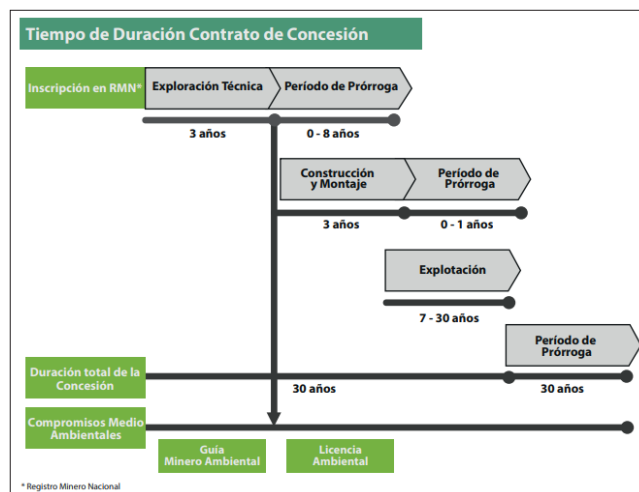 Tiempo de Duración Contrato de Concesión
Inscripción en RMN*
Exploración Técnica
Período de Prórroga
3 años
0 - 8 años
Construcción
y Montaje
Período de
Prórroga
3 años
0 - 1 años
Explotación
7 - 30 años
Período de
Prórroga
Duración total de la
Concesión
30 años
30 años
Compromisos Medio
Ambientales
Guía
Minero Ambiental
Licencia
Ambiental
* Registro Minero Nacional